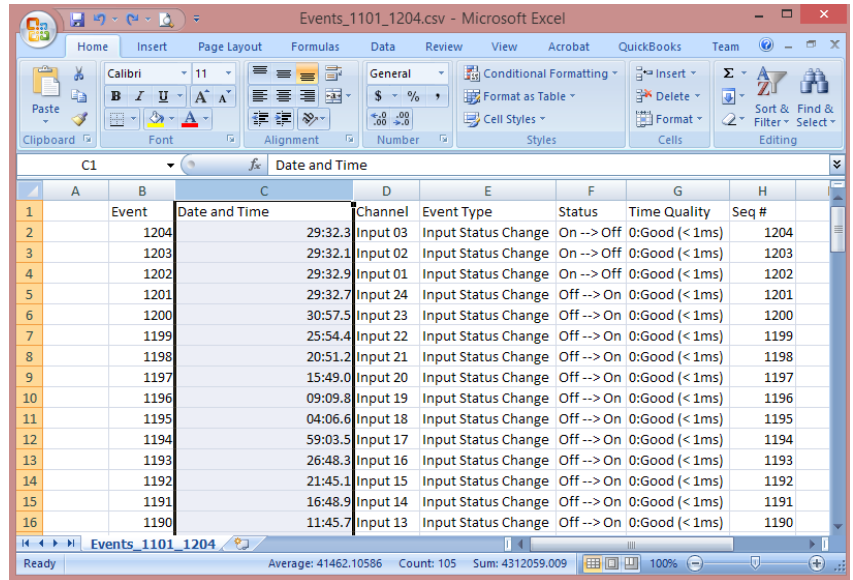 Events_1101_1204.csv - Microsoft Excel
Home Insert Page Layout Formulas Data Review View Acrobat QuickBooks Team
Paste Calibri 11 General Conditional Formatting Insert Σ
B I U A A $ % , Format as Table Delete Sort & Find &
A .0 .00 .00 .0 Cell Styles Format Filter Select
Clipboard Font Alignment Number Styles Cells Editing
C1 fx Date and Time
A B C D E F G H
1 Event Date and Time Channel Event Type Status Time Quality Seq #
2 1204 29:32.3 Input 03 Input Status Change On --> Off 0:Good (< 1ms) 1204
3 1203 29:32.1 Input 02 Input Status Change On --> Off 0:Good (< 1ms) 1203
4 1202 29:32.9 Input 01 Input Status Change On --> Off 0:Good (< 1ms) 1202
5 1201 29:32.7 Input 24 Input Status Change Off --> On 0:Good (< 1ms) 1201
6 1200 30:57.5 Input 23 Input Status Change Off --> On 0:Good (< 1ms) 1200
7 1199 25:54.4 Input 22 Input Status Change Off --> On 0:Good (< 1ms) 1199
8 1198 20:51.2 Input 21 Input Status Change Off --> On 0:Good (< 1ms) 1198
9 1197 15:49.0 Input 20 Input Status Change Off --> On 0:Good (< 1ms) 1197
10 1196 09:09.8 Input 19 Input Status Change Off --> On 0:Good (< 1ms) 1196
11 1195 04:06.6 Input 18 Input Status Change Off --> On 0:Good (< 1ms) 1195
12 1194 59:03.5 Input 17 Input Status Change Off --> On 0:Good (< 1ms) 1194
13 1193 26:48.3 Input 16 Input Status Change Off --> On 0:Good (< 1ms) 1193
14 1192 21:45.1 Input 15 Input Status Change Off --> On 0:Good (< 1ms) 1192
15 1191 16:48.9 Input 14 Input Status Change Off --> On 0:Good (< 1ms) 1191
16 1190 11:45.7 Input 13 Input Status Change Off --> On 0:Good (< 1ms) 1190
Events_1101_1204
Ready Average: 41462.10586 Count: 105 Sum: 4312059.009 100%